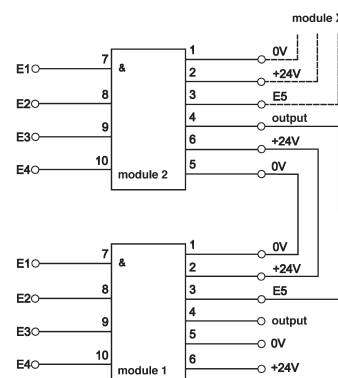 module X
1 0V
7 &
E1 2 +24V
8 3 E5
E2 4 output
9 6 +24V
E3
10 5 0V
E4 module 2
1 0V
7 &
E1 2 +24V
8 3 E5
E2
9 4 output
E3 5 0V
10 6 +24V
E4 module 1